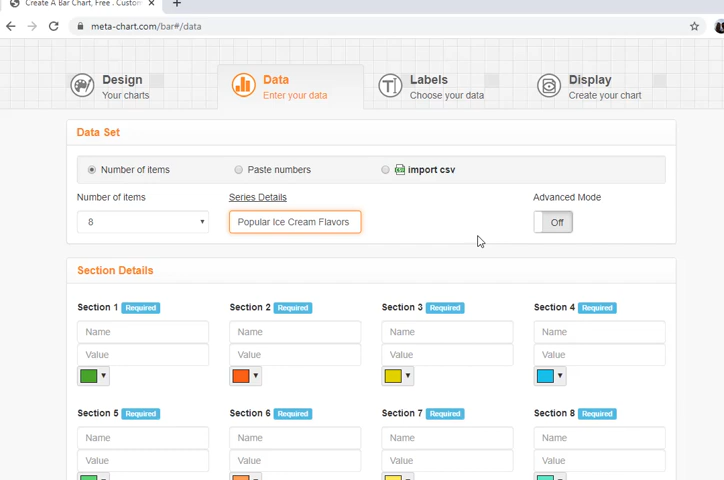 Create A Bar Chart, Free . Custom
meta-chart.com/bar#/data
Design
Your charts
Data
Enter your data
Labels
Choose your data
Display
Create your chart
Data Set
Number of items
Paste numbers
import csv
Number of items
Series Details
Advanced Mode
8
Popular Ice Cream Flavors
Off
Section Details
Section 1 Required
Section 2 Required
Section 3 Required
Section 4 Required
Name
Name
Name
Name
Value
Value
Value
Value
Section 5 Required
Section 6 Required
Section 7 Required
Section 8 Required
Name
Name
Name
Name
Value
Value
Value
Value